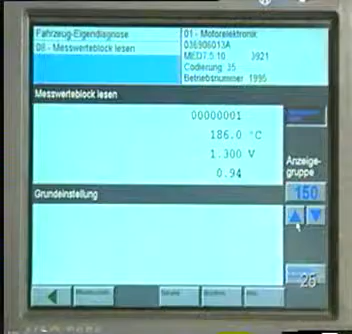 Fahrzeug-Eigendiagnose
08 - Messwerteblock lesen
01 - Motorelektronik
036906013A
MED7.5.10 3921
Codierung 35
Betriebsnummer 1995
Messwerteblock lesen
00000001
186.0 °C
1.300 V
0.94
Anzeige-
gruppe
150
Grundeinstellung
25